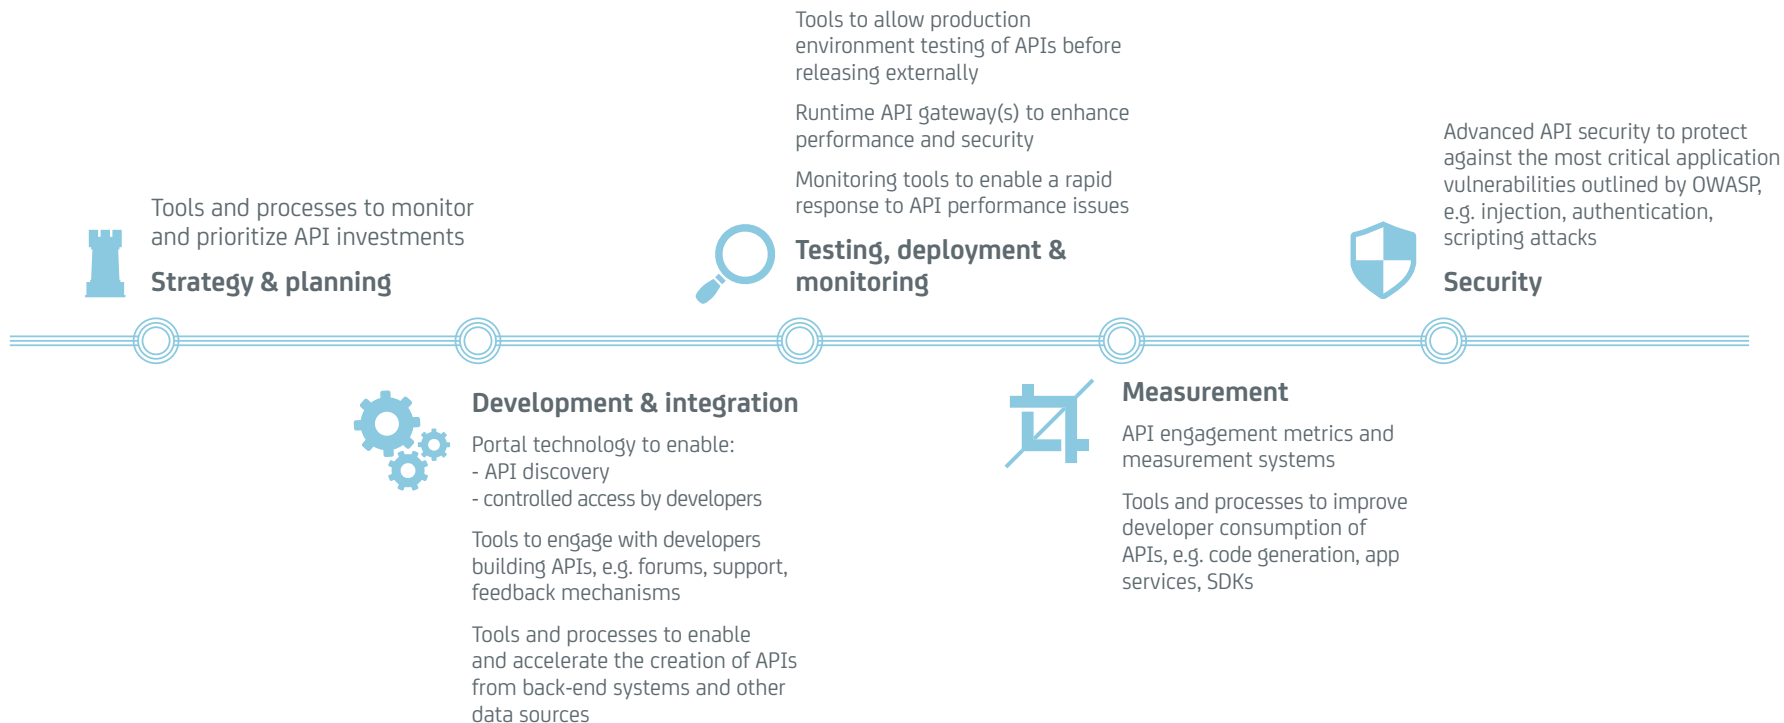 Tools and processes to monitor
and prioritize API investments
Strategy & planning
Development & integration
Portal technology to enable:
- API discovery
- controlled access by developers
Tools to engage with developers
building APIs, e.g. forums, support,
feedback mechanisms
Tools and processes to enable
and accelerate the creation of APIs
from back-end systems and other
data sources
Tools to allow production
environment testing of APIs before
releasing externally
Runtime API gateway(s) to enhance
performance and security
Monitoring tools to enable a rapid
response to API performance issues
Testing, deployment &
monitoring
Measurement
API engagement metrics and
measurement systems
Tools and processes to improve
developer consumption of
APIs, e.g. code generation, app
services, SDKs
Advanced API security to protect
against the most critical application
vulnerabilities outlined by OWASP,
e.g. injection, authentication,
scripting attacks
Security